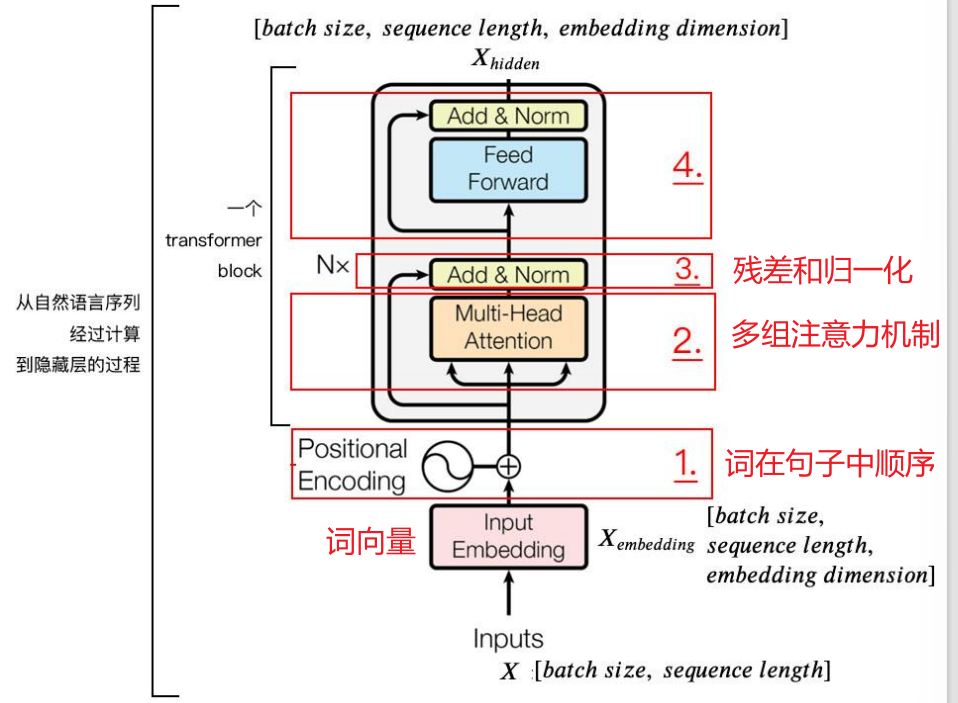 [batch size, sequence length, embedding dimension]
X hidden
Add & Norm
Feed
Forward
4.
一个
transformer
block
N×
Add & Norm
3.
残差和归一化
Multi-Head
Attention
2.
多组注意力机制
从自然语言序列
经过计算
到隐藏层的过程
Positional
Encoding
1.
词在句子中顺序
词向量
Input
Embedding
X embedding
[batch size,
sequence length,
embedding dimension]
Inputs
X [batch size, sequence length]